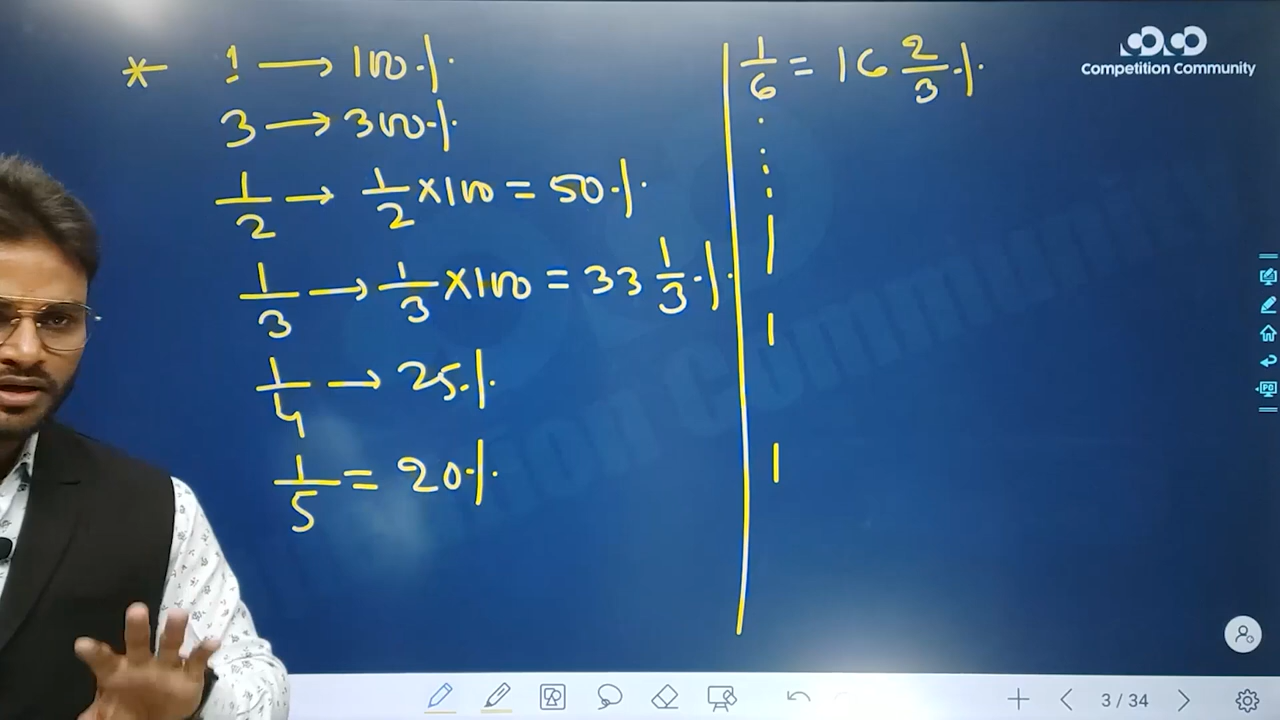 * 1 → 100%
3 → 300%
1/2 → 1/2 × 100 = 50%
1/3 → 1/3 × 100 = 33 1/3 %
1/4 → 25%
1/5 = 20%
1/6 = 16 2/3 %
Competition Community
3 / 34